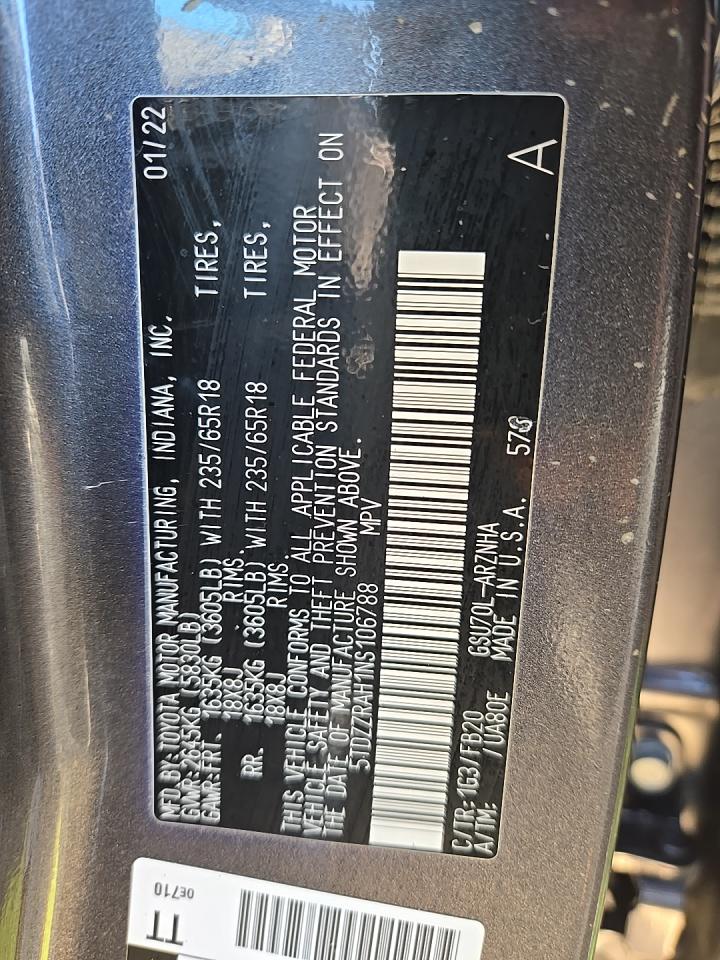 01/22
MFD.BY:TOYOTA MOTOR MANUFACTURING, INDIANA, INC.
GVWR:2645KG (5830LB)
GAWR:FRT. 1635KG (3605LB) WITH 235/65R18 TIRES,
18X8J RIMS.
RR. 1635KG (3605LB) WITH 235/65R18 TIRES,
18X8J RIMS.
THIS VEHICLE CONFORMS TO ALL APPLICABLE FEDERAL MOTOR
VEHICLE SAFETY AND THEFT PREVENTION STANDARDS IN EFFECT ON
THE DATE OF MANUFACTURE SHOWN ABOVE.
5TDZZRAH1NS106788 MPV
C/TR: 1G3/FB20 GSU70L-ARZNHA
A/TM: /UA80E MADE IN U.S.A.
A
TT
0E710